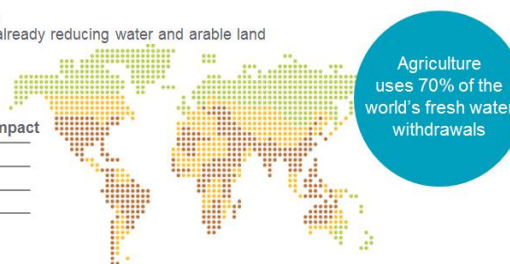 already reducing water and arable land
mpact
Agriculture
uses 70% of the
world's fresh water
withdrawals